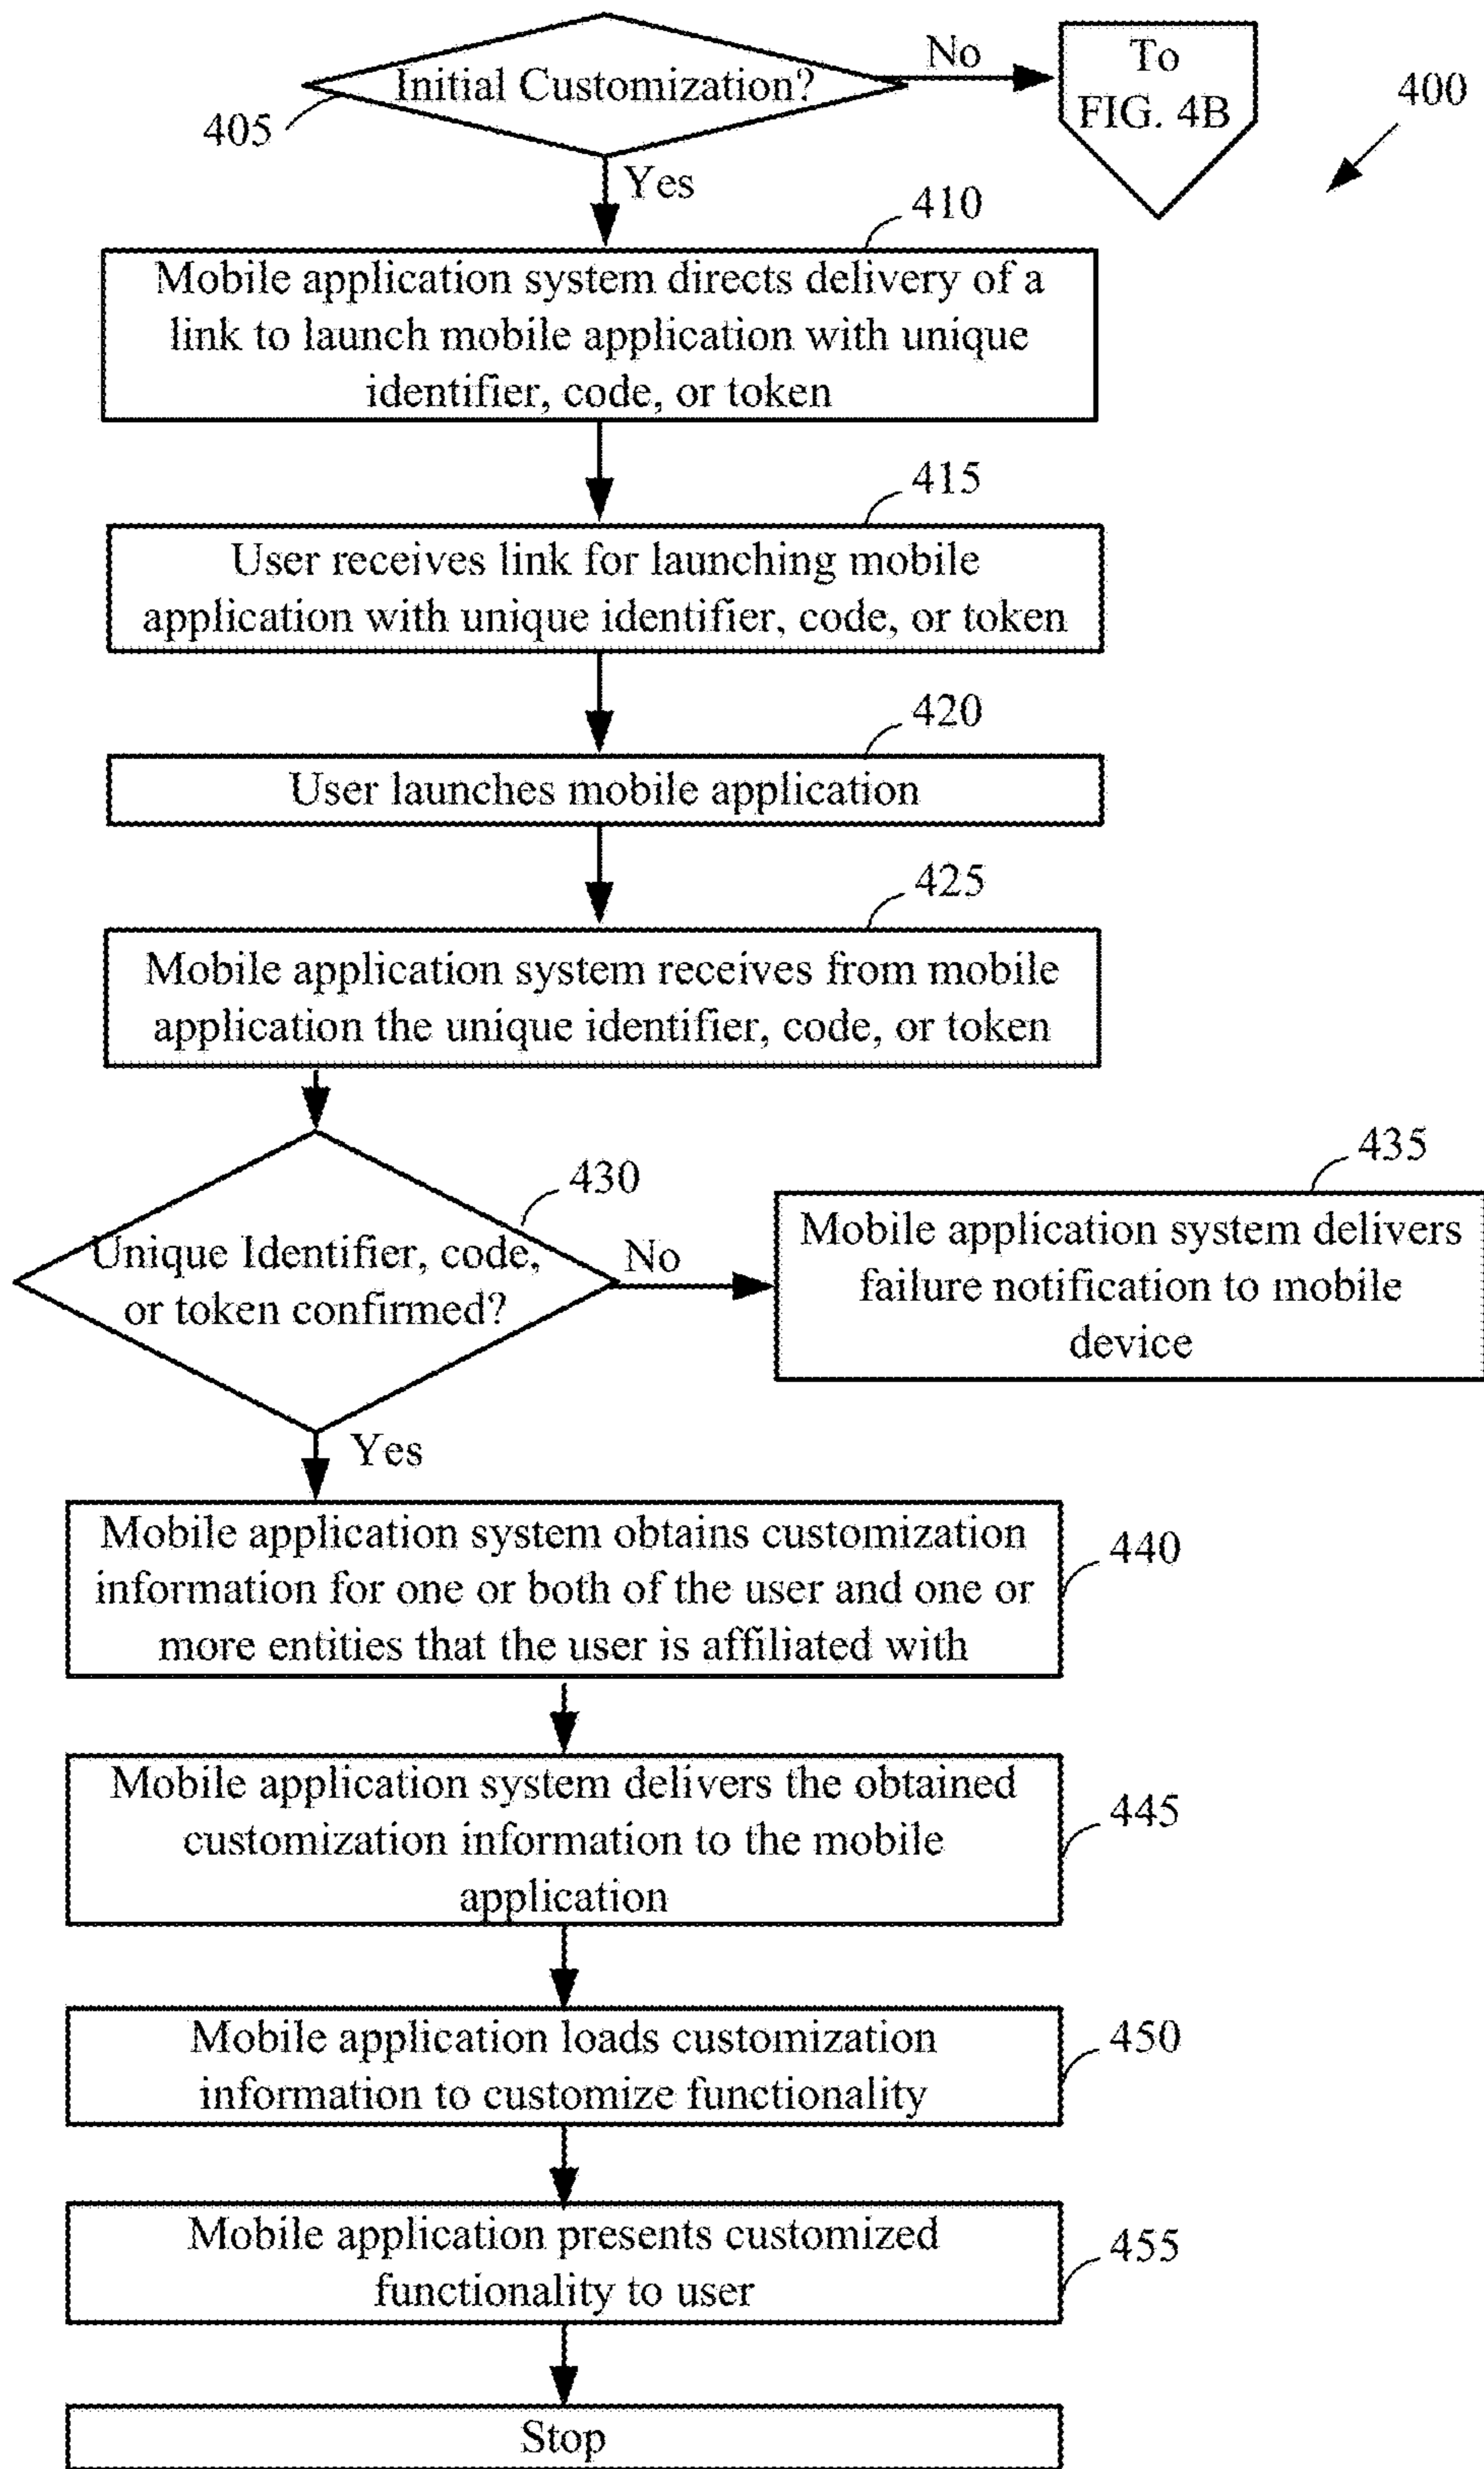 Initial Customization?
No
To
FIG. 4B
400
405
Yes
410
Mobile application system directs delivery of a
link to launch mobile application with unique
identifier, code, or token
415
User receives link for launching mobile
application with unique identifier, code, or token
420
User launches mobile application
425
Mobile application system receives from mobile
application the unique identifier, code, or token
430
Unique Identifier, code,
or token confirmed?
No
435
Mobile application system delivers
failure notification to mobile
device
Yes
Mobile application system obtains customization
information for one or both of the user and one or
more entities that the user is affiliated with
440
Mobile application system delivers the obtained
customization information to the mobile
application
445
Mobile application loads customization
information to customize functionality
450
Mobile application presents customized
functionality to user
455
Stop